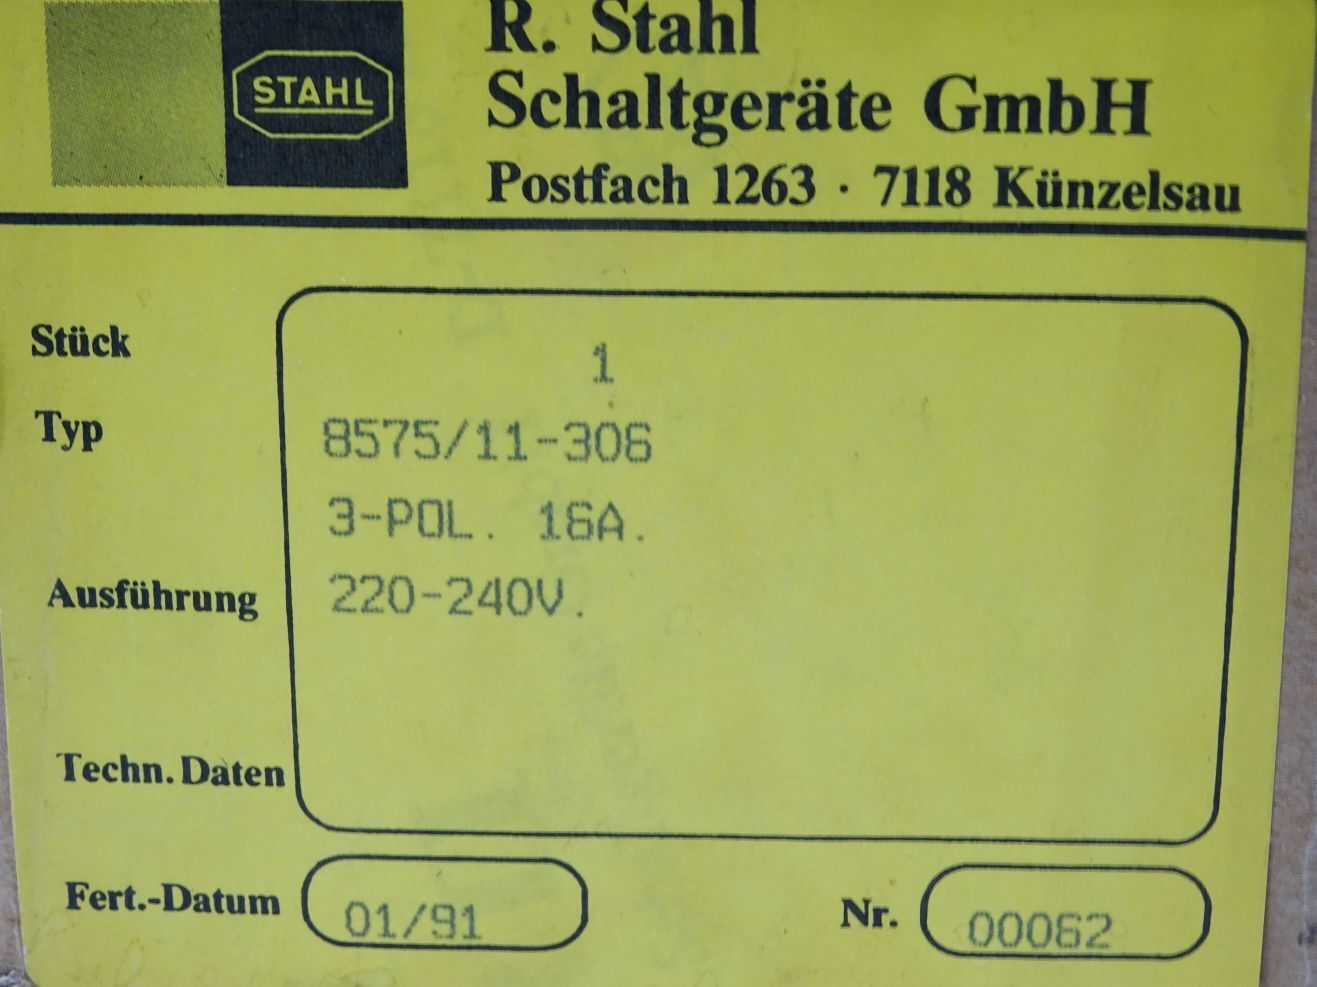 STAHL
R. Stahl
Schaltgeräte GmbH
Postfach 1263 · 7118 Künzelsau
Stück 1
Typ 8575/11-306
3-POL. 16A.
Ausführung 220-240V.
Techn. Daten
Fert.-Datum 01/91
Nr. 00062